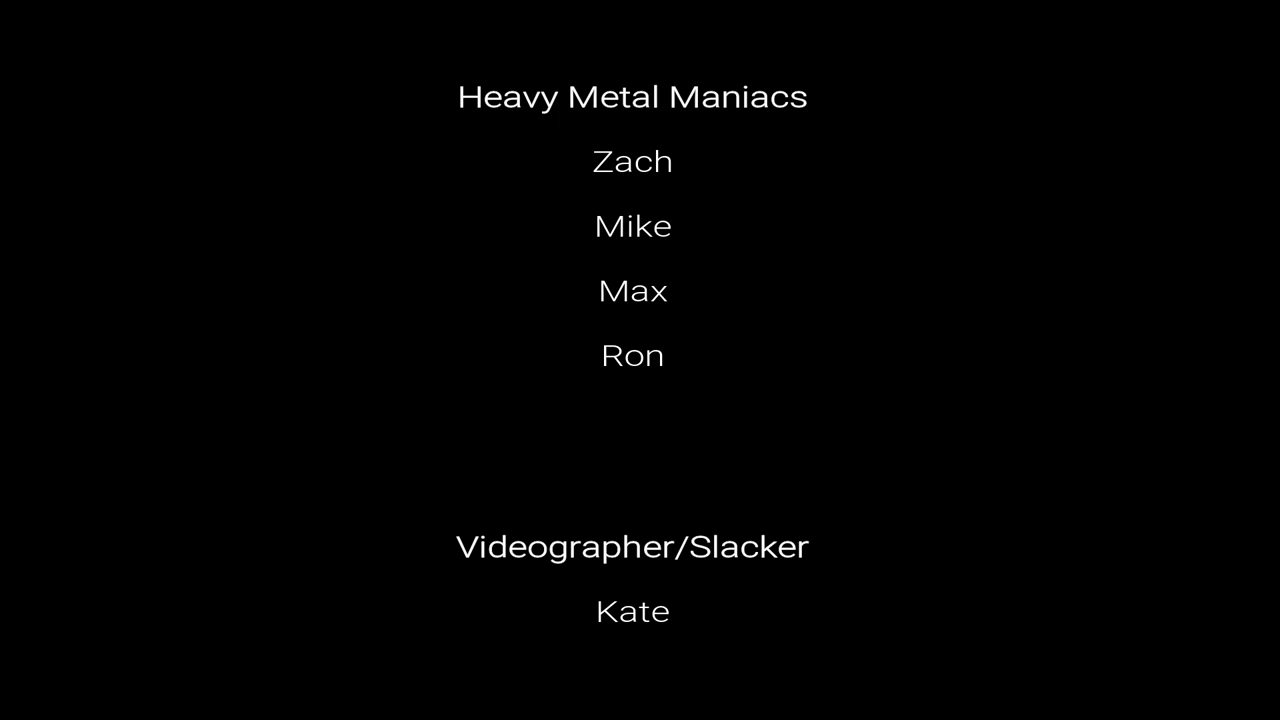 Heavy Metal Maniacs
Zach
Mike
Max
Ron
Videographer/Slacker
Kate